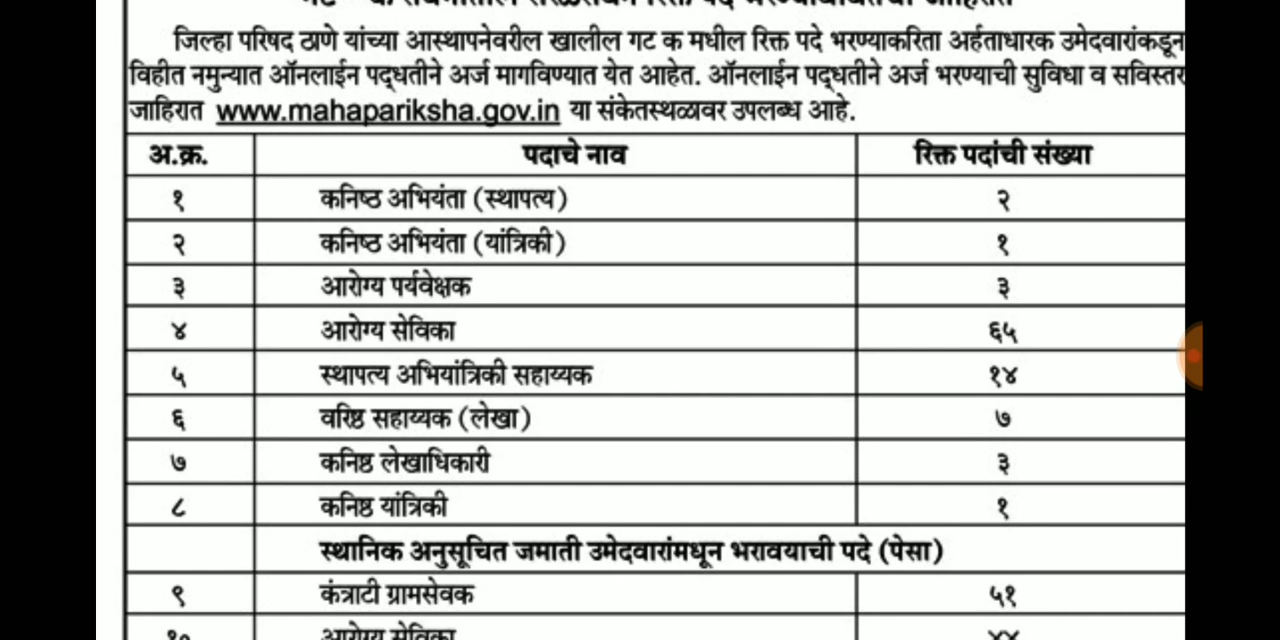 जिल्हा परिषद ठाणे यांच्या आस्थापनेवरील खालील गट क मधील रिक्त पदे भरण्याकरिता अर्हताधारक उमेदवारांकडून
विहीत नमुन्यात ऑनलाईन पद्धतीने अर्ज मागविण्यात येत आहेत. ऑनलाईन पद्धतीने अर्ज भरण्याची सुविधा व सविस्तर
जाहिरात www.mahapariksha.gov.in या संकेतस्थळावर उपलब्ध आहे.
अ.क्र. पदाचे नाव रिक्त पदांची संख्या
१ कनिष्ठ अभियंता (स्थापत्य) २
२ कनिष्ठ अभियंता (यांत्रिकी) १
३ आरोग्य पर्यवेक्षक ३
४ आरोग्य सेविका ६५
५ स्थापत्य अभियांत्रिकी सहाय्यक १४
६ वरिष्ठ सहाय्यक (लेखा) ७
७ कनिष्ठ लेखाधिकारी ३
८ कनिष्ठ यांत्रिकी १
स्थानिक अनुसूचित जमाती उमेदवारांमधून भरावयाची पदे (पेसा)
९ कंत्राटी ग्रामसेवक ५१
१० आरोग्य सेविका